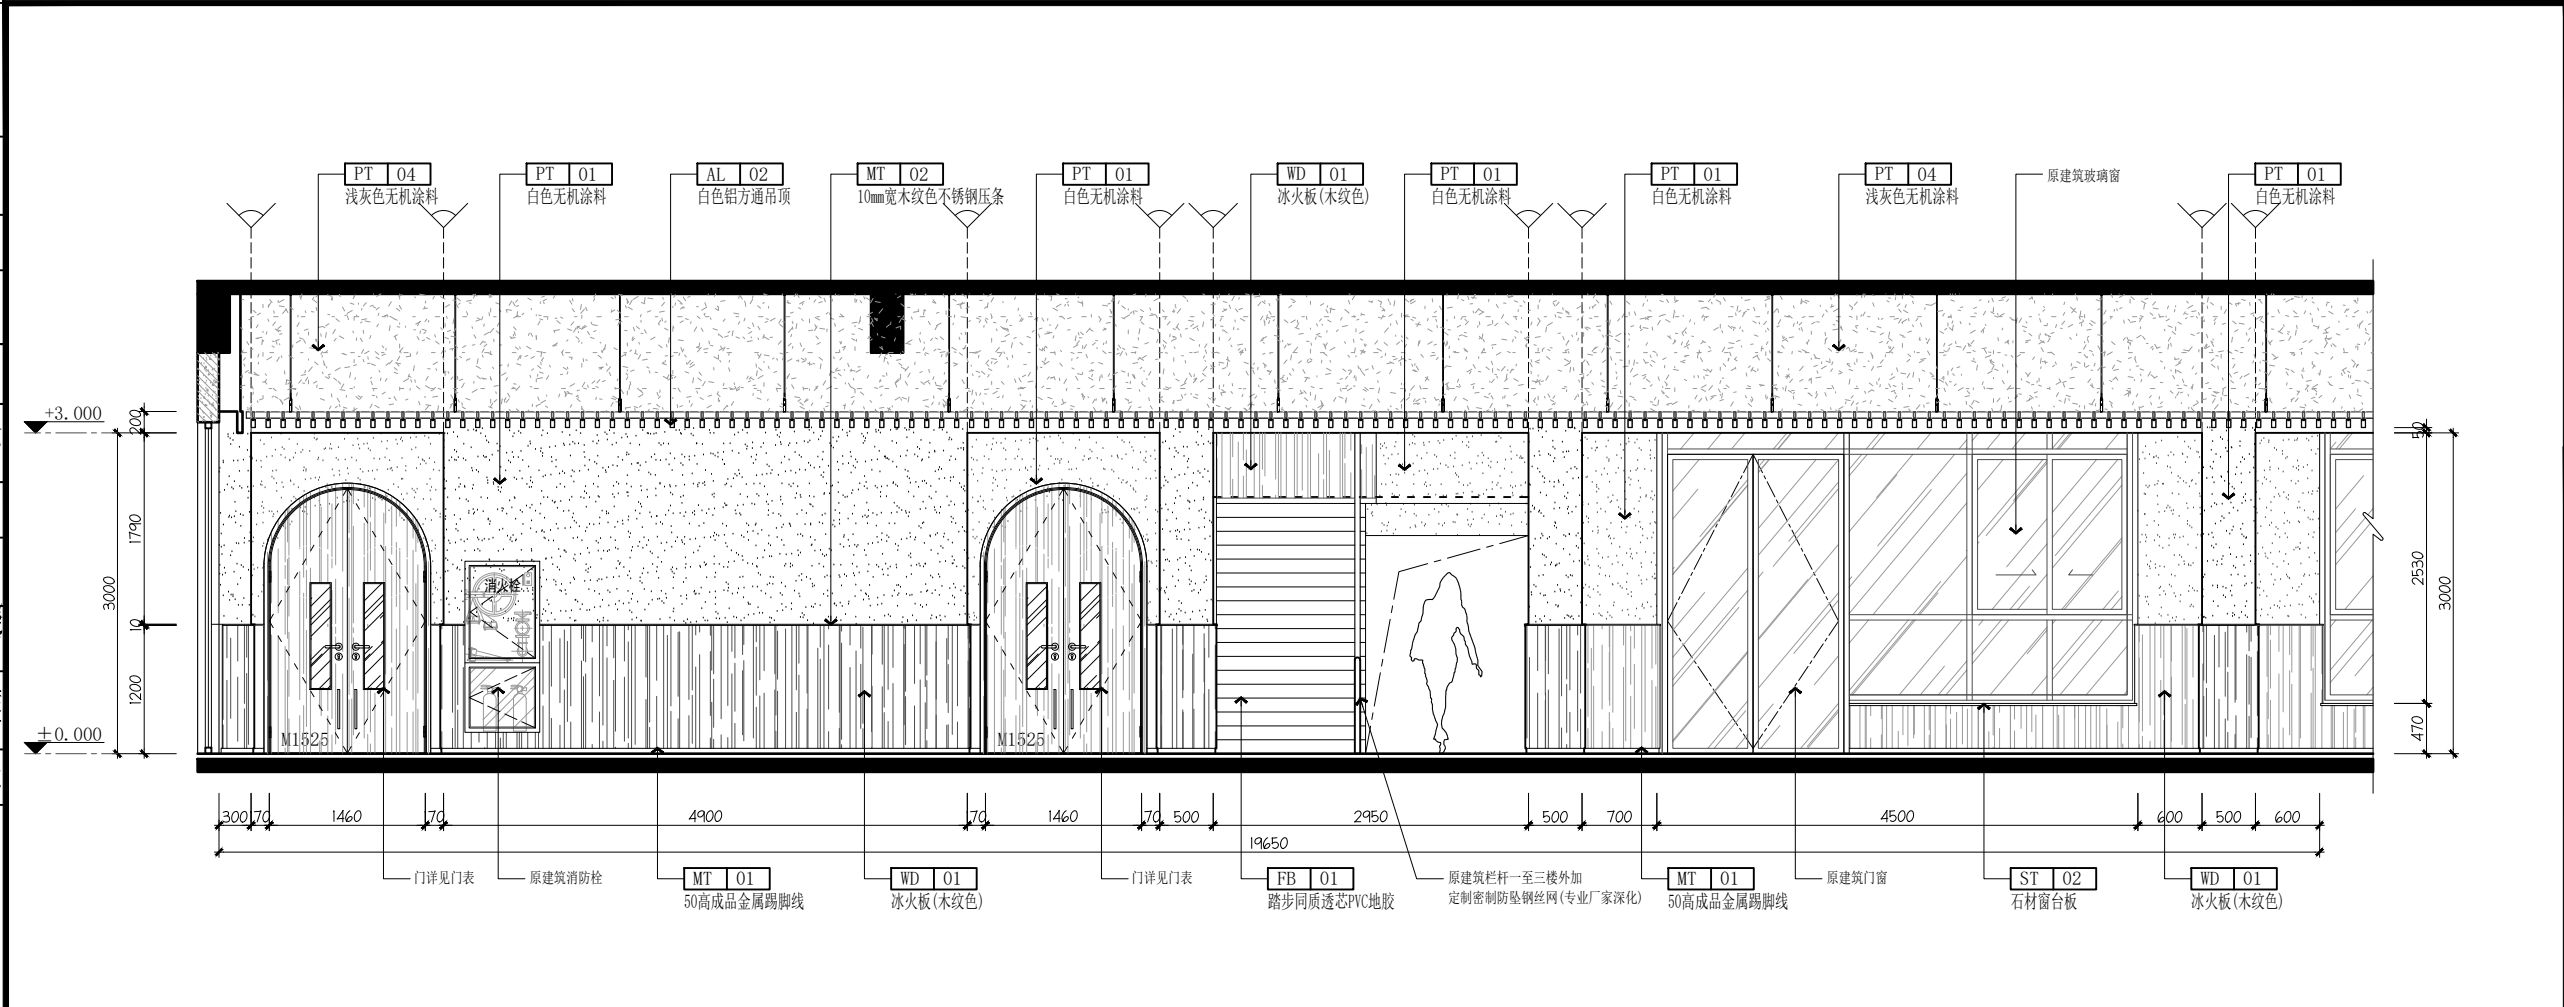 PT 04
浅灰色无机涂料
PT 01
白色无机涂料
AL 02
白色铝方通吊顶
MT 02
10mm宽木纹色不锈钢压条
PT 01
白色无机涂料
WD 01
冰火板(木纹色)
PT 01
白色无机涂料
PT 01
白色无机涂料
PT 04
浅灰色无机涂料
原建筑玻璃窗
PT 01
白色无机涂料
+3.000
200
1790
3000
10
1200
±0.000
消火栓
M1525
M1525
50
2530
3000
470
300
70
1460
70
4900
70
1460
70
500
2950
500
700
4500
600
500
600
19650
门详见门表
原建筑消防栓
MT 01
50高成品金属踢脚线
WD 01
冰火板(木纹色)
门详见门表
FB 01
踏步同质透芯PVC地胶
原建筑栏杆一至三楼外加
定制密制防坠钢丝网(专业厂家深化)
MT 01
50高成品金属踢脚线
原建筑门窗
ST 02
石材窗台板
WD 01
冰火板(木纹色)